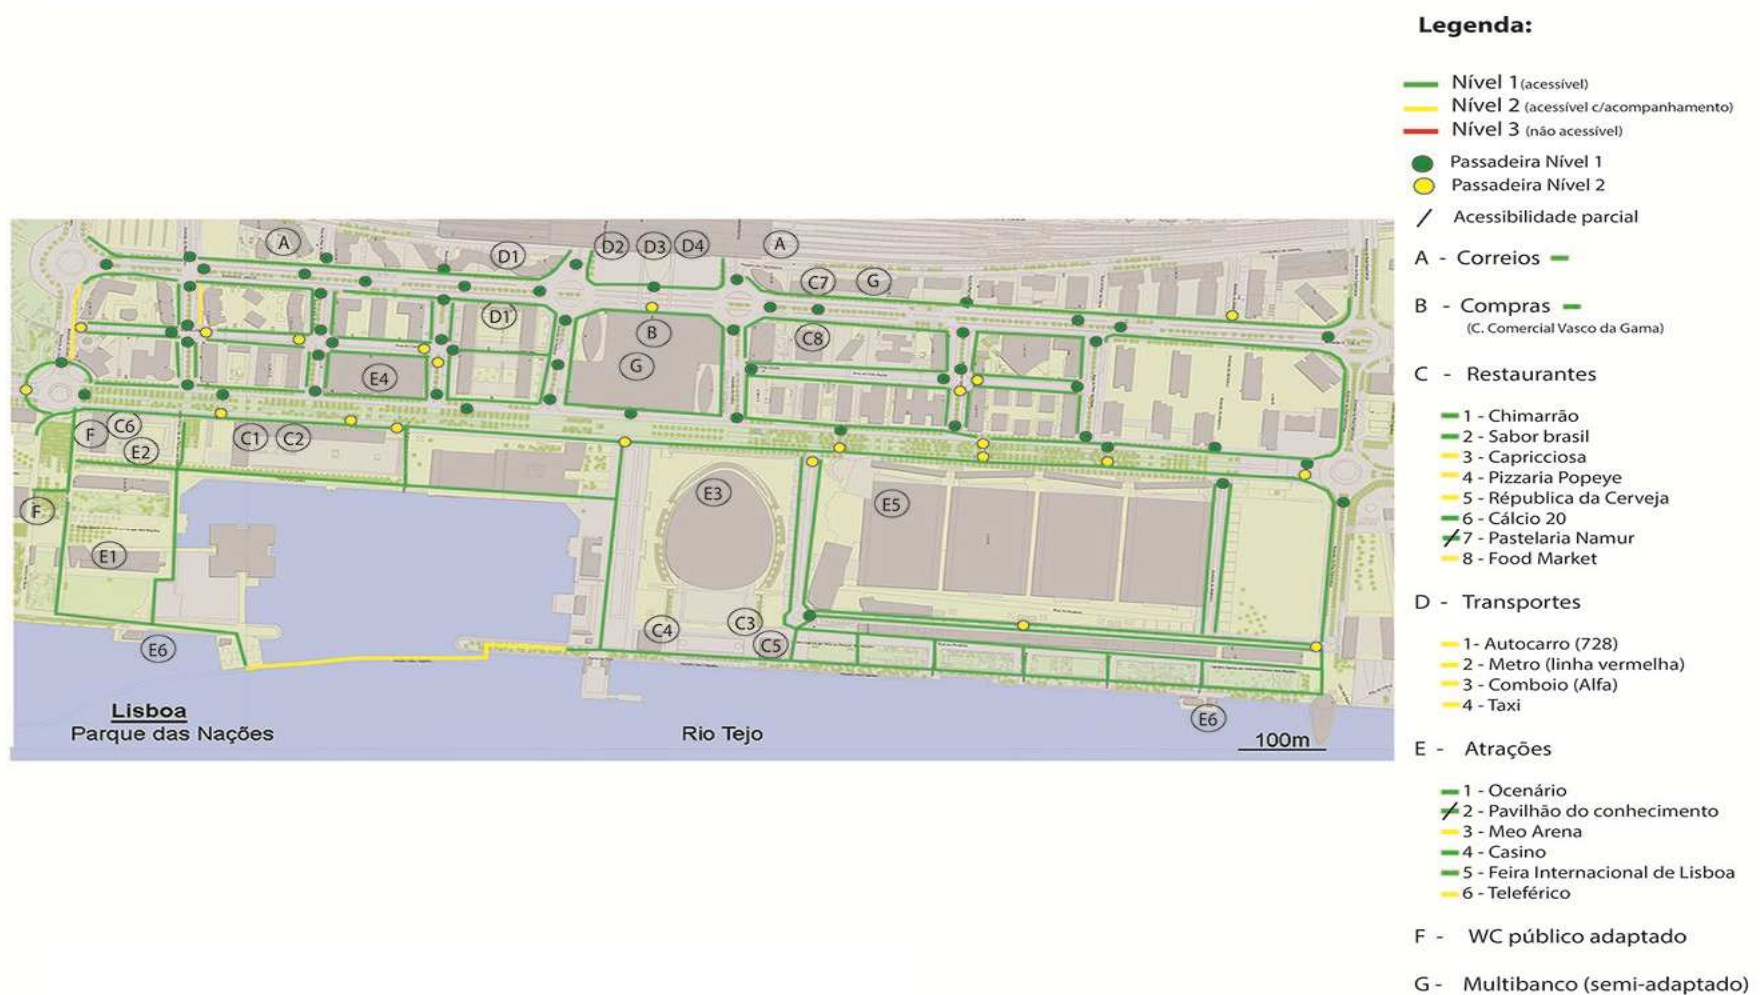 Legenda:
Nível 1 (acessível)
Nível 2 (acessível c/acompanhamento)
Nível 3 (não acessível)
Passadeira Nível 1
Passadeira Nível 2
Acessibilidade parcial
A - Correios
B - Compras
(C. Comercial Vasco da Gama)
C - Restaurantes
1 - Chimarrão
2 - Sabor brasil
3 - Capricciosa
4 - Pizzaria Popeye
5 - Répública da Cerveja
6 - Cálcio 20
7 - Pastelaria Namur
8 - Food Market
D - Transportes
1- Autocarro (728)
2 - Metro (linha vermelha)
3 - Comboio (Alfa)
4 - Taxi
E - Atrações
1 - Ocenário
2 - Pavilhão do conhecimento
3 - Meo Arena
4 - Casino
5 - Feira Internacional de Lisboa
6 - Teleférico
F - WC público adaptado
G - Multibanco (semi-adaptado)
A
D1
D2
D3
D4
A
C7
G
D1
B
C8
G
E4
F
C6
E2
C1
C2
E3
E5
F
E1
E6
C4
C3
C5
E6
Lisboa
Parque das Nações
Rio Tejo
100m